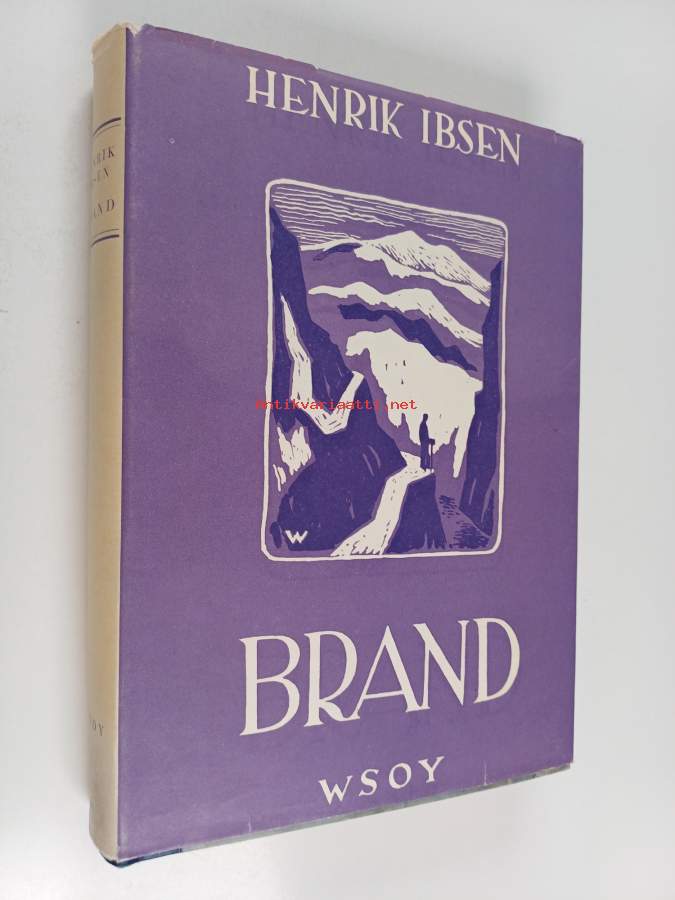 HENRIK IBSEN
antikvariaatti.net
W
BRAND
WSOY